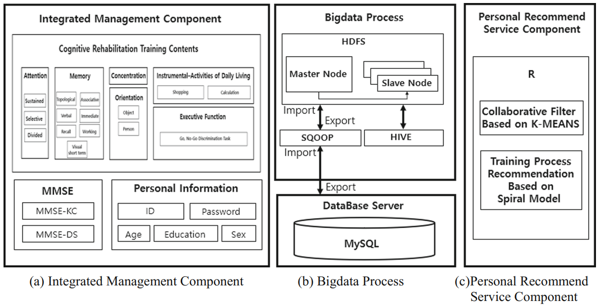 Integrated Management Component
Cognitive Rehabilitation Training Contents
Attention
Sustained
Selective
Divided
Memory
Topological
Associative
Verbal
Immediate
Recall
Working
Visual
short term
Concentration
Orientation
Object
Person
Instrumental-Activities of Daily Living
Shopping
Calculation
Executive Function
Go, No-Go Discrimination Task
MMSE
MMSE-KC
MMSE-DS
Personal Information
ID
Password
Age
Education
Sex
(a) Integrated Management Component
Bigdata Process
HDFS
Master Node
Slave Node
Import
Export
SQOOP
HIVE
Import
Export
DataBase Server
MySQL
(b) Bigdata Process
Personal Recommend
Service Component
R
Collaborative Filter
Based on K-MEANS
Training Process
Recommendation
Based on
Spiral Model
(c)Personal Recommend
Service Component